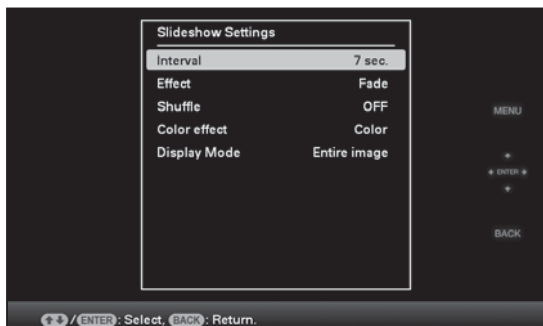 Slideshow Settings
Interval 7 sec.
Effect Fade
Shuffle OFF
Color effect Color
Display Mode Entire image
MENU
ENTER
BACK
/ENTER: Select, BACK: Return.